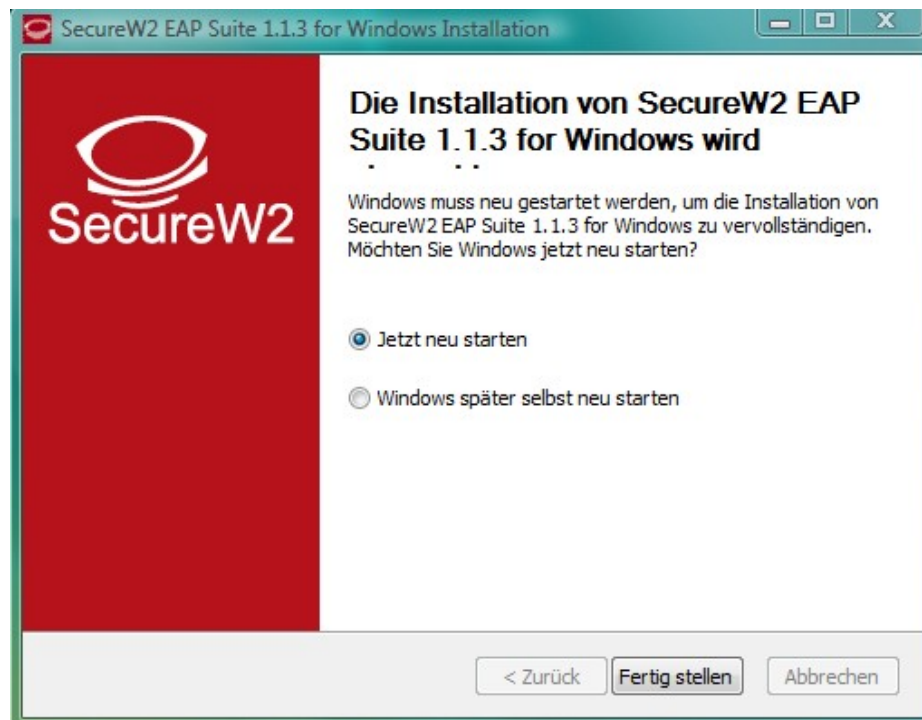 SecureW2 EAP Suite 1.1.3 for Windows Installation
SecureW2
Die Installation von SecureW2 EAP
Suite 1.1.3 for Windows wird
Windows muss neu gestartet werden, um die Installation von
SecureW2 EAP Suite 1.1.3 for Windows zu vervollständigen.
Möchten Sie Windows jetzt neu starten?
Jetzt neu starten
Windows später selbst neu starten
< Zurück
Fertig stellen
Abbrechen